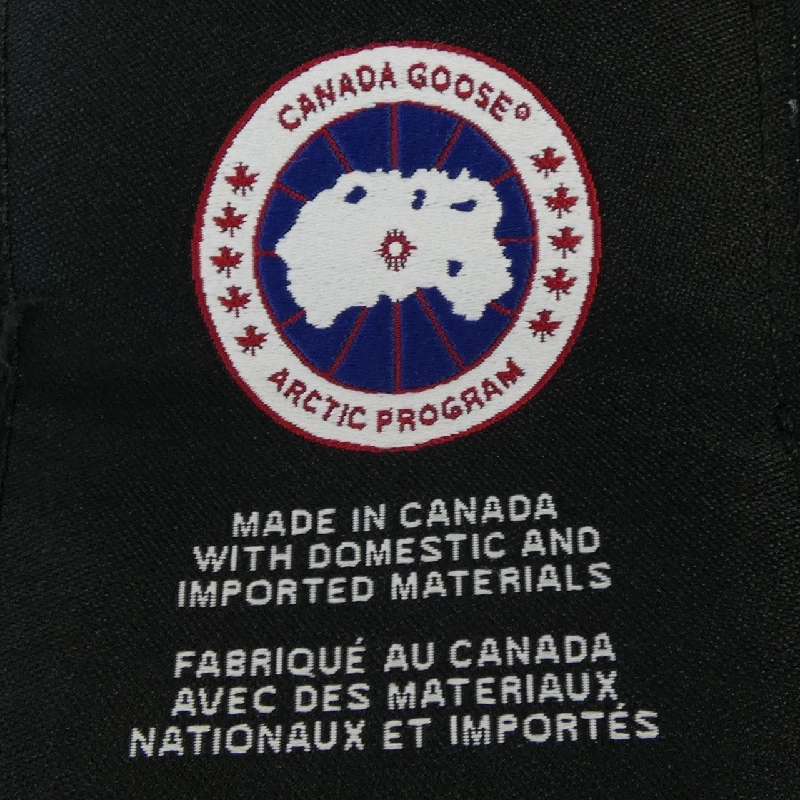 CANADA GOOSE®
ARCTIC PROGRAM
MADE IN CANADA
WITH DOMESTIC AND
IMPORTED MATERIALS
FABRIQUÉ AU CANADA
AVEC DES MATERIAUX
NATIONAUX ET IMPORTÉS